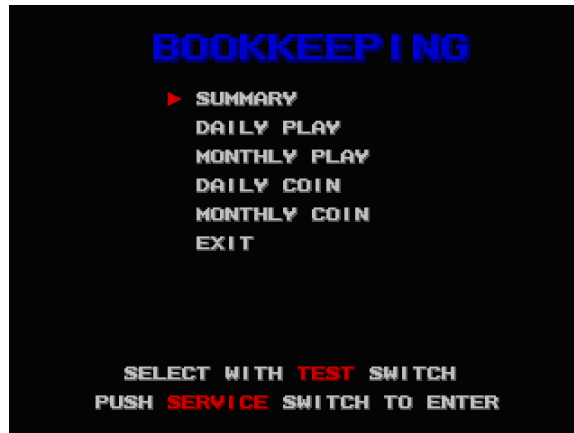 BOOKKEEPING
SUMMARY
DAILY PLAY
MONTHLY PLAY
DAILY COIN
MONTHLY COIN
EXIT
SELECT WITH TEST SWITCH
PUSH SERVICE SWITCH TO ENTER